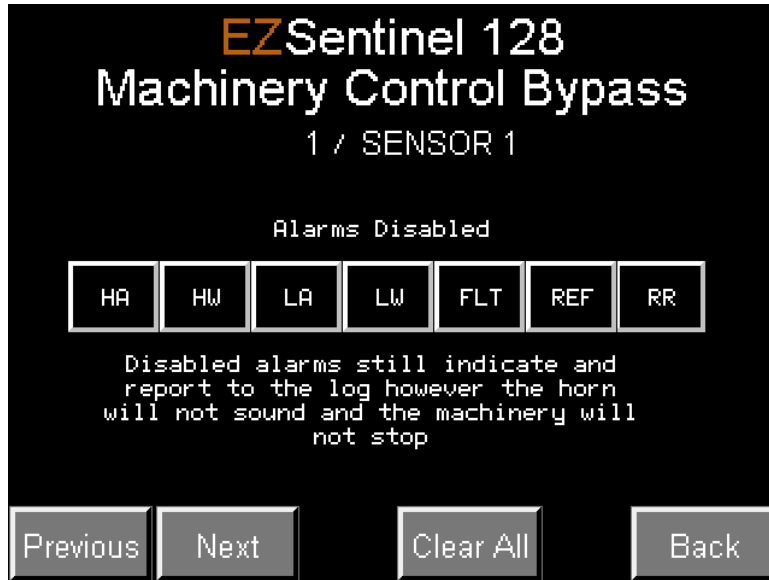 EZSentinel 128
Machinery Control Bypass
1 / SENSOR 1
Alarms Disabled
HA HW LA LW FLT REF RR
Disabled alarms still indicate and
report to the log however the horn
will not sound and the machinery will
not stop
Previous Next Clear All Back